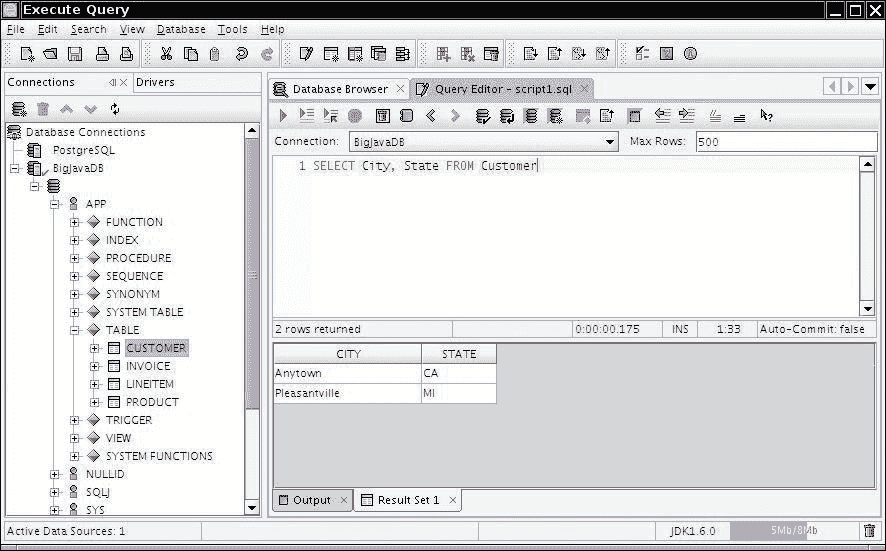 Execute Query
File Edit Search View Database Tools Help
Connections Drivers
Database Connections
PostgreSQL
BigJavaDB
APP
FUNCTION
INDEX
PROCEDURE
SEQUENCE
SYNONYM
SYSTEM TABLE
TABLE
CUSTOMER
INVOICE
LINEITEM
PRODUCT
TRIGGER
VIEW
SYSTEM FUNCTIONS
NULLID
SQLJ
SYS
Database Browser Query Editor - script1.sql
Connection: BigJavaDB Max Rows: 500
1 SELECT City, State FROM Customer
2 rows returned 0:00:00.175 INS 1:33 Auto-Commit: false
CITY STATE
Anytown CA
Pleasantville MI
Output Result Set 1
Active Data Sources: 1 JDK1.6.0 5Mb/8Mb